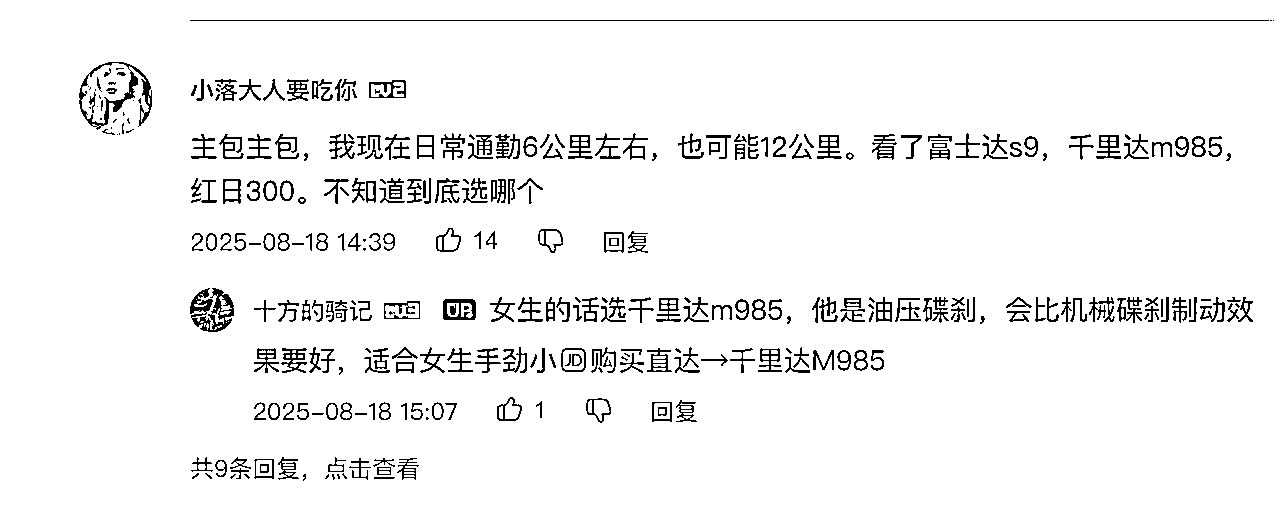 小落大人要吃你 LV2
主包主包，我现在日常通勤6公里左右，也可能12公里。看了富士达s9，千里达m985，
红日300。不知道到底选哪个
2025-08-18 14:39 14 回复
十方的骑记 LV3 UP 女生的话选千里达m985，他是油压碟刹，会比机械碟刹制动效
果要好，适合女生手劲小JD购买直达→千里达M985
2025-08-18 15:07 1 回复
共9条回复，点击查看